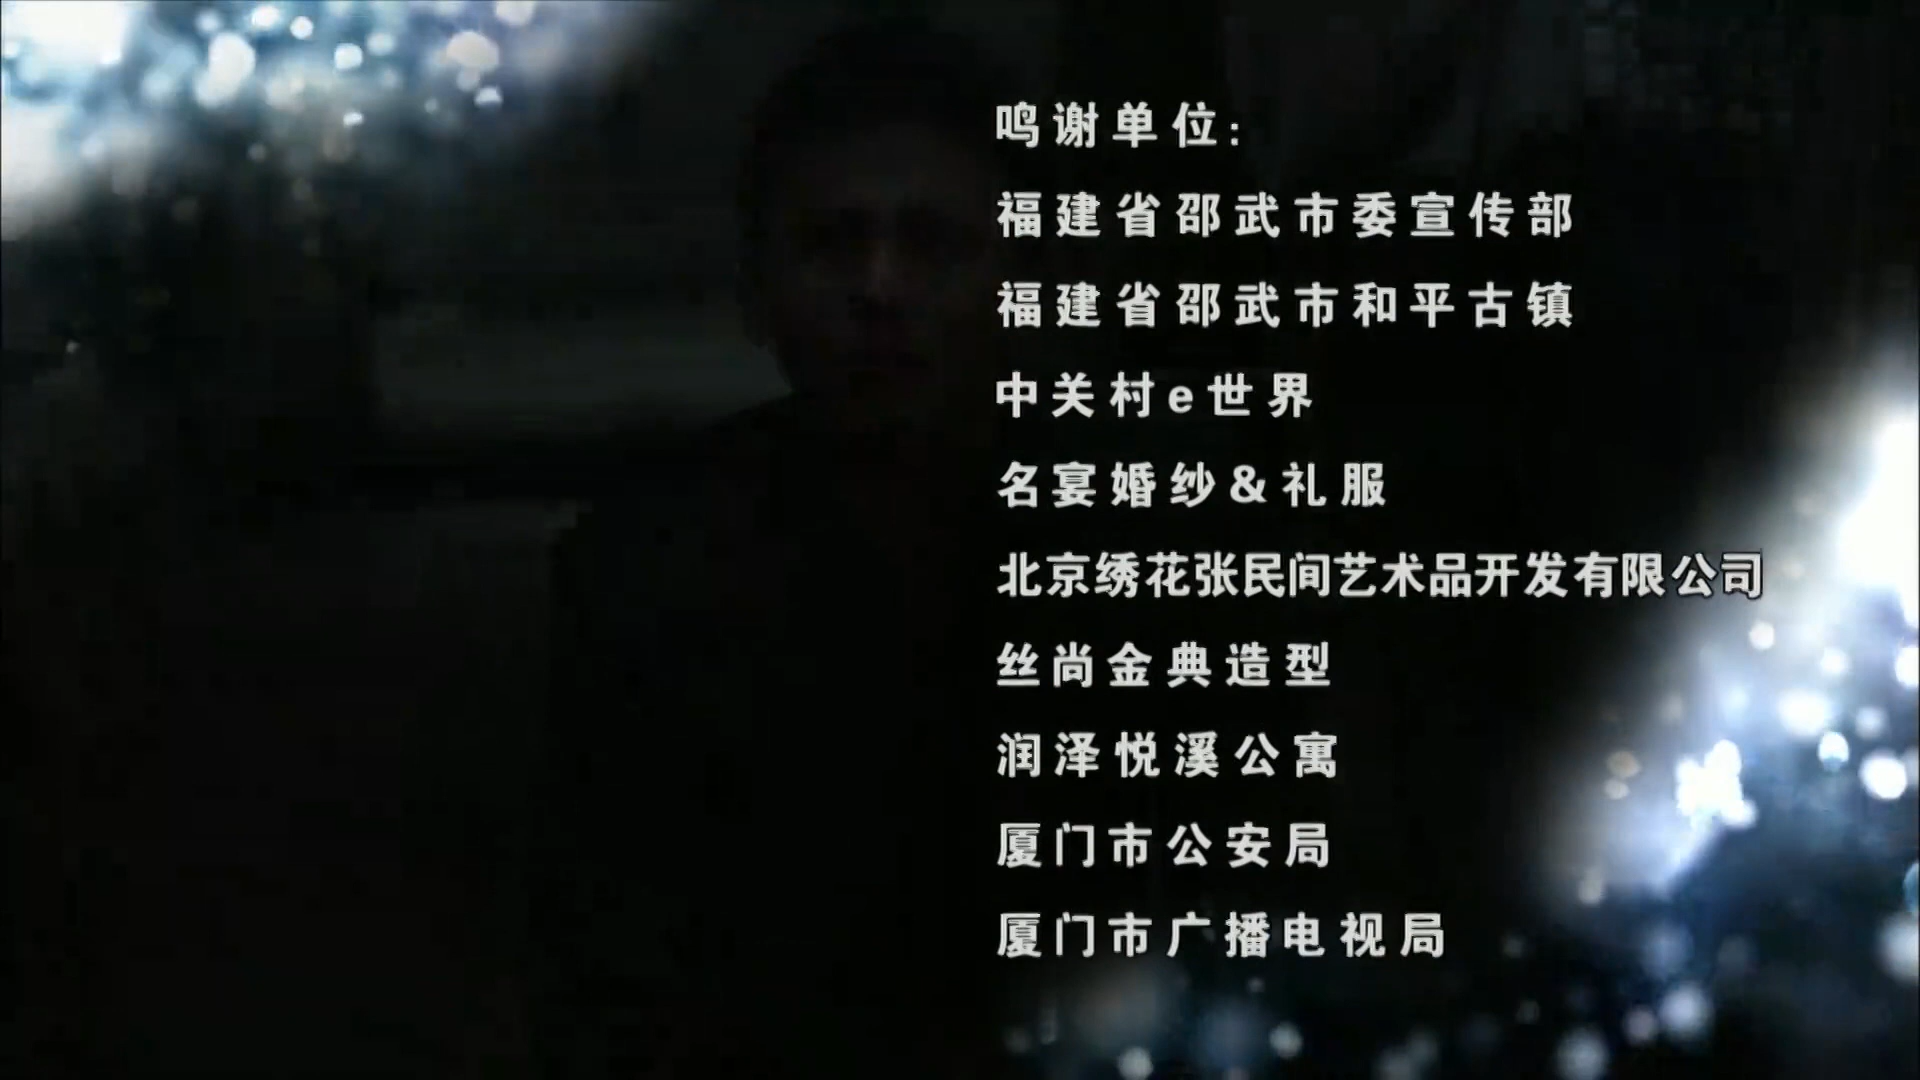 鸣谢单位:
福建省邵武市委宣传部
福建省邵武市和平古镇
中关村e世界
名宴婚纱&礼服
北京绣花张民间艺术品开发有限公司
丝尚金典造型
润泽悦溪公寓
厦门市公安局
厦门市广播电视局